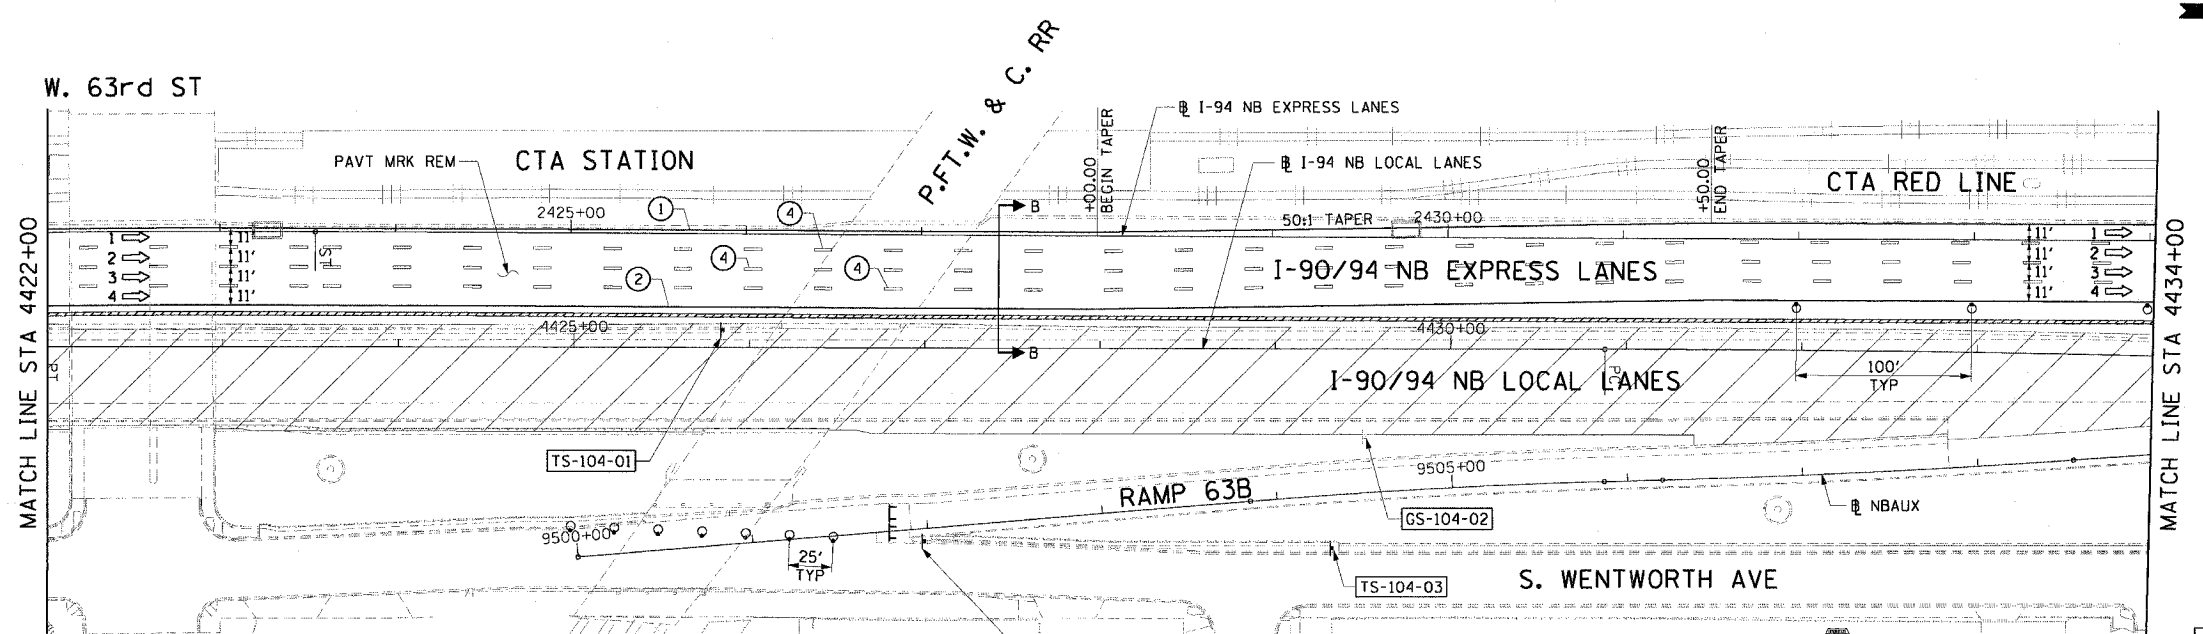 W. 63rd ST
P.FT.W. & C. RR
℄ I-94 NB EXPRESS LANES
PAVT MRK REM
CTA STATION
+00.00
BEGIN TAPER
℄ I-94 NB LOCAL LANES
+50.00
END TAPER
CTA RED LINE
2425+00
1
4
B
50:1 TAPER
2430+00
1
11'
11'
1
2
11'
ST
4
4
I-90/94 NB EXPRESS LANES
11'
2
3
11'
11'
3
4
11'
2
11'
4
MATCH LINE STA 4422+00
MATCH LINE STA 4434+00
4425+00
4430+00
B
PT
I-90/94 NB LOCAL LANES
PC
100'
TYP
TS-104-01
9505+00
RAMP 63B
GS-104-02
℄ NBAUX
9500+00
25'
TYP
TS-104-03
S. WENTWORTH AVE